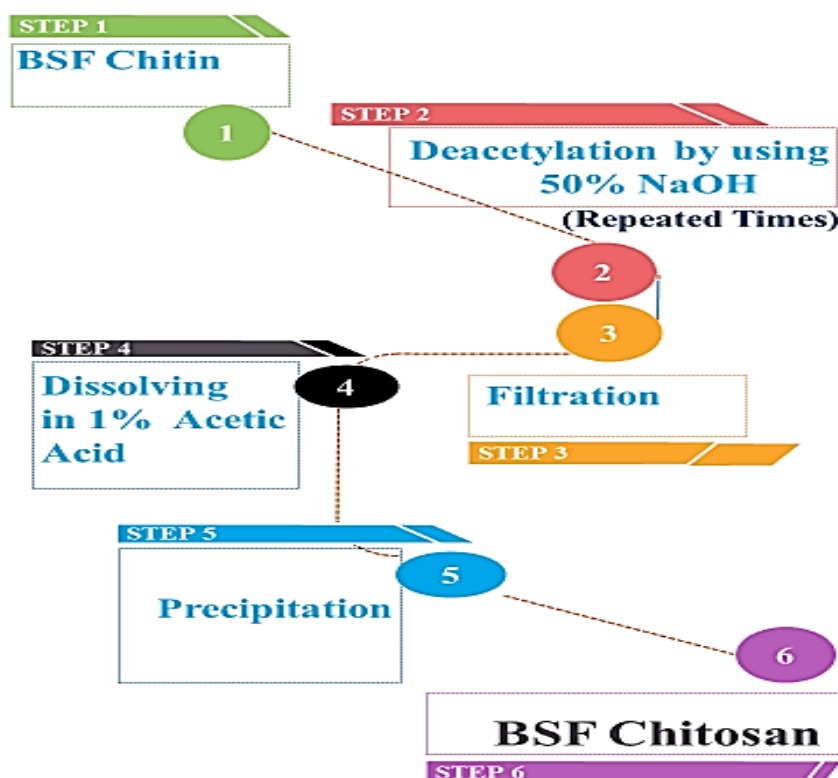 STEP 1
BSF Chitin
1
STEP 2
Deacetylation by using
50% NaOH
(Repeated Times)
2
3
STEP 4
Dissolving
in 1% Acetic
Acid
4
Filtration
STEP 3
STEP 5
Precipitation
5
6
BSF Chitosan
STEP 6